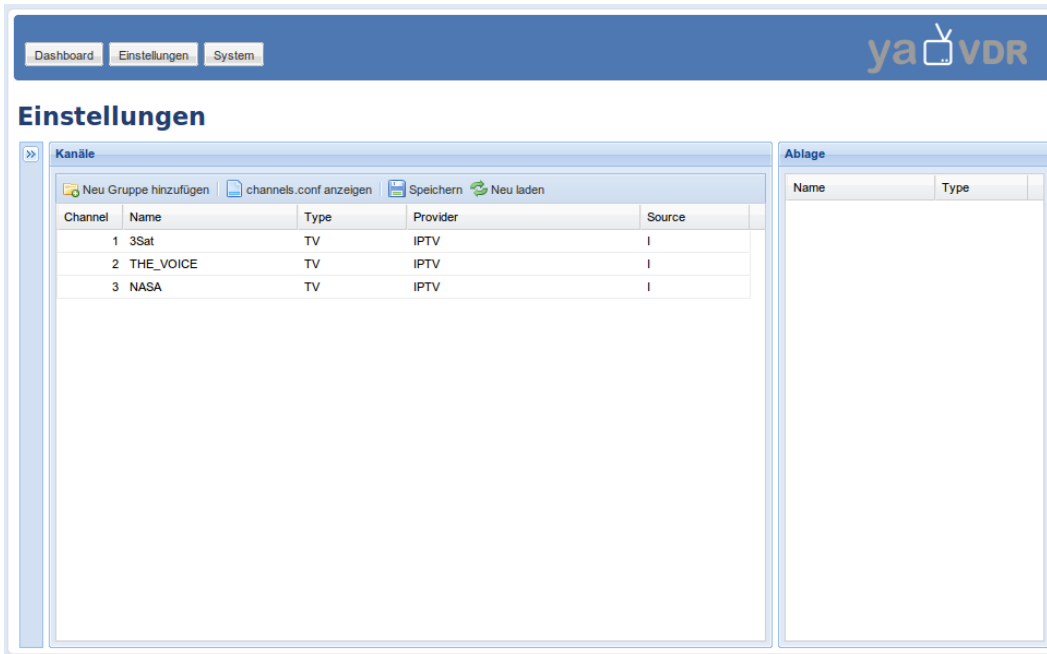 Dashboard Einstellungen System
yaVDR
Einstellungen
Kanäle
Neu Gruppe hinzufügen channels.conf anzeigen Speichern Neu laden
Channel Name Type Provider Source
1 3Sat TV IPTV I
2 THE_VOICE TV IPTV I
3 NASA TV IPTV I
Ablage
Name Type